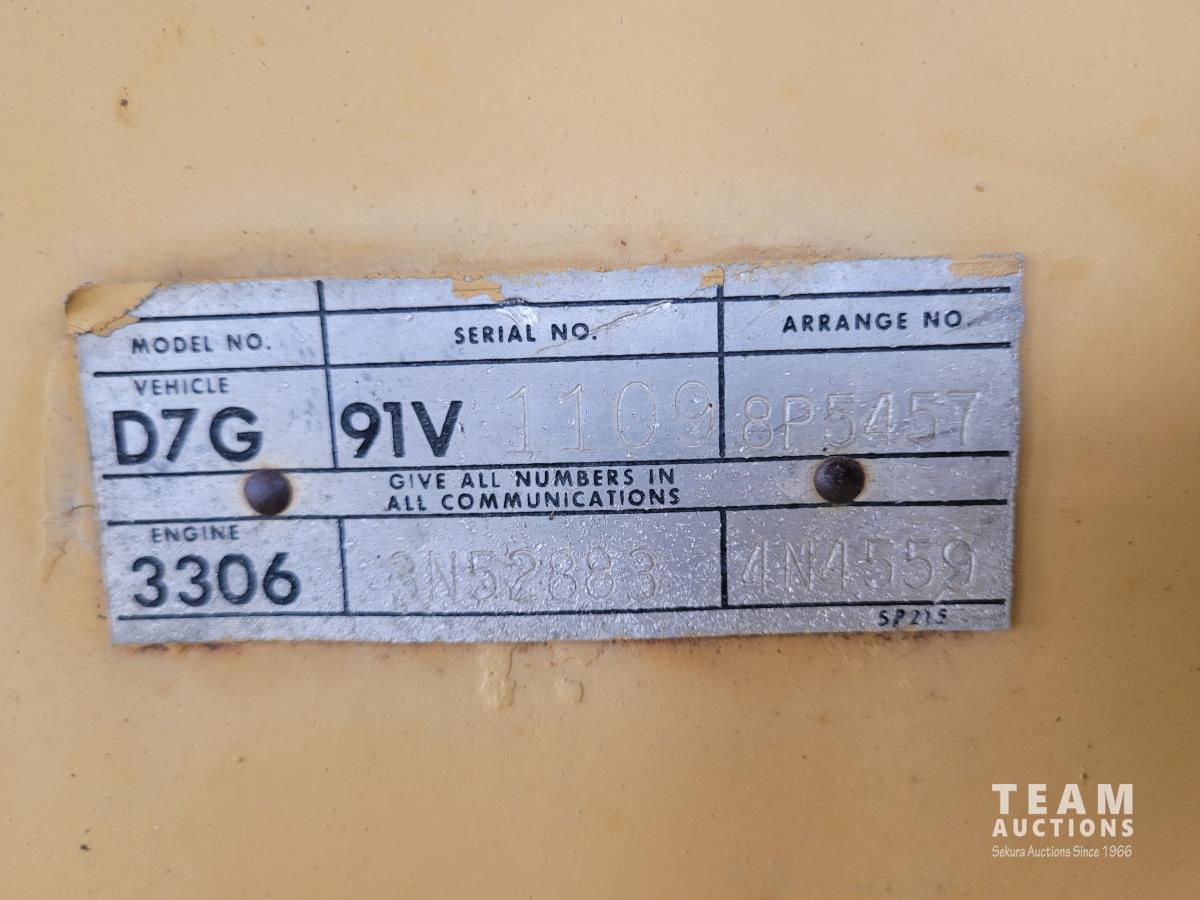 MODEL NO. SERIAL NO. ARRANGE NO.
VEHICLE
D7G 91V 1109 8P5457
GIVE ALL NUMBERS IN
ALL COMMUNICATIONS
ENGINE
3306 3N52883 4N4559
SP215
TEAM
AUCTIONS
Sekura Auctions Since 1966